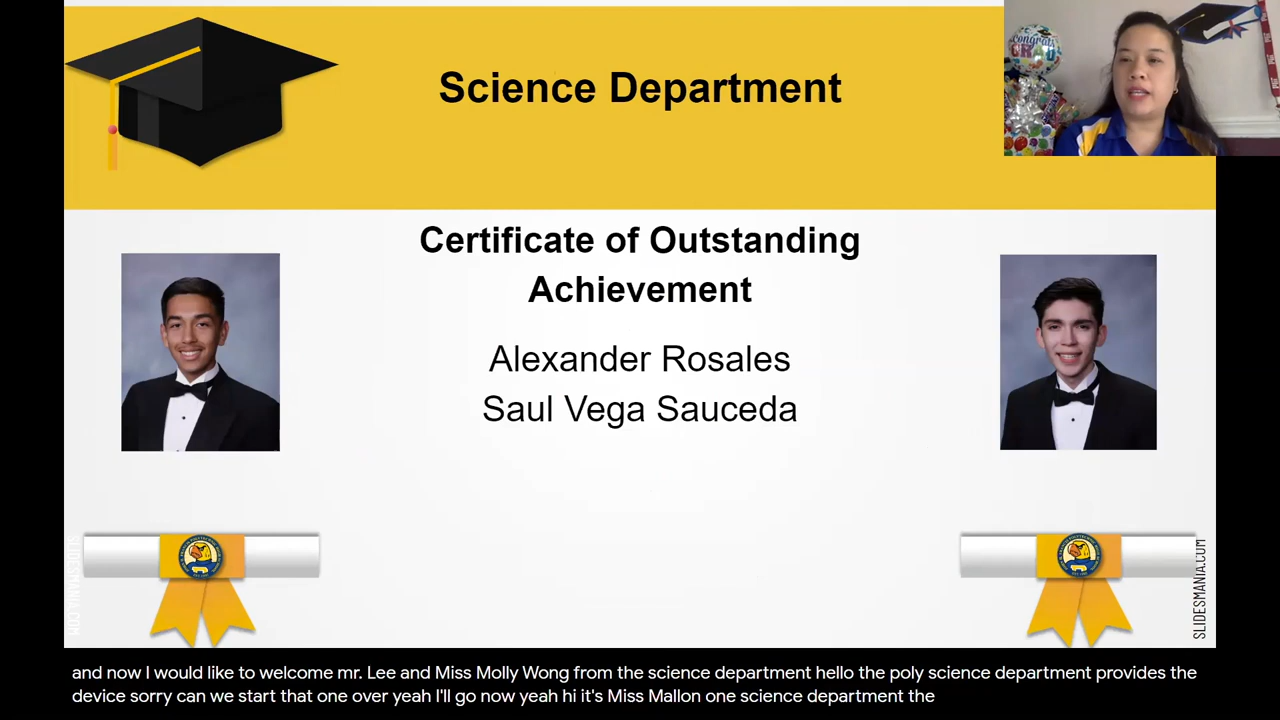 Science Department
Certificate of Outstanding
Achievement
Alexander Rosales
Saul Vega Sauceda
congrats
GRAD
SLIDESMANIA.COM
SLIDESMANIA.COM
and now I would like to welcome mr. Lee and Miss Molly Wong from the science department hello the poly science department provides the
device sorry can we start that one over yeah I'll go now yeah hi it's Miss Mallon one science department the